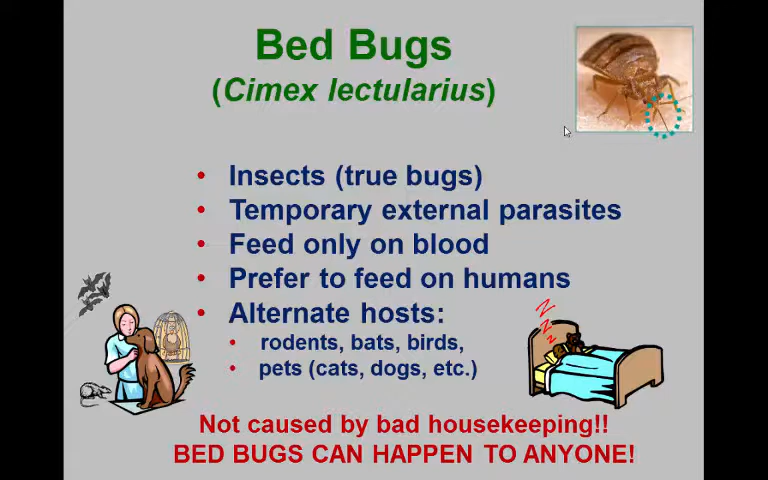 Bed Bugs
(Cimex lectularius)
• Insects (true bugs)
• Temporary external parasites
• Feed only on blood
• Prefer to feed on humans
• Alternate hosts:
• rodents, bats, birds,
• pets (cats, dogs, etc.)
Z
Z
Z
Not caused by bad housekeeping!!
BED BUGS CAN HAPPEN TO ANYONE!